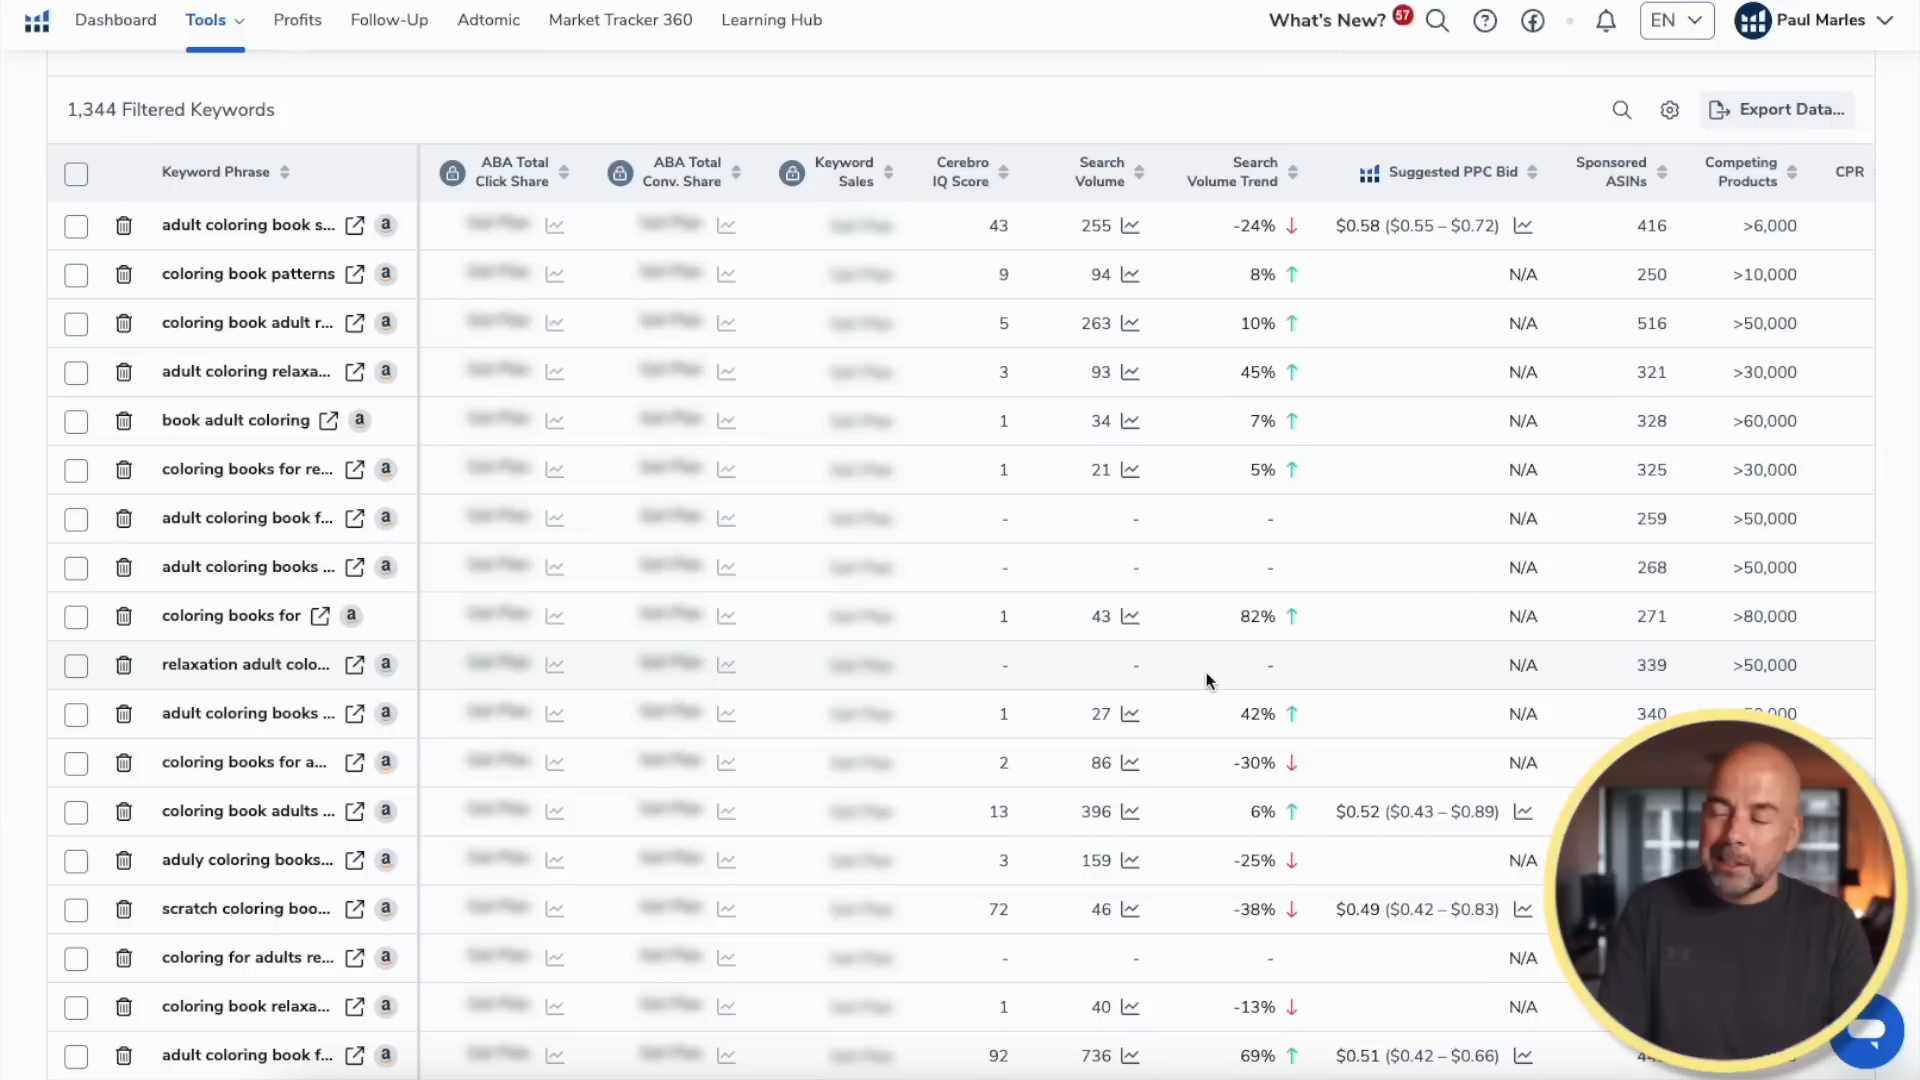 Dashboard Tools Profits Follow-Up Adtomic Market Tracker 360 Learning Hub What's New? 57 EN Paul Marles
1,344 Filtered Keywords Export Data...
Keyword Phrase ABA Total Click Share ABA Total Conv. Share Keyword Sales Cerebro IQ Score Search Volume Search Volume Trend Suggested PPC Bid Sponsored ASINs Competing Products CPR
adult coloring book s... a 43 255 -24% $0.58 ($0.55 – $0.72) 416 >6,000
coloring book patterns a 9 94 8% N/A 250 >10,000
coloring book adult r... a 5 263 10% N/A 516 >50,000
adult coloring relaxa... a 3 93 45% N/A 321 >30,000
book adult coloring a 1 34 7% N/A 328 >60,000
coloring books for re... a 1 21 5% N/A 325 >30,000
adult coloring book f... a - - - N/A 259 >50,000
adult coloring books ... a - - - N/A 268 >50,000
coloring books for a 1 43 82% N/A 271 >80,000
relaxation adult colo... a - - - N/A 339 >50,000
adult coloring books ... a 1 27 42% N/A 340
coloring books for a... a 2 86 -30% N/A
coloring book adults ... a 13 396 6% $0.52 ($0.43 – $0.89)
aduly coloring books... a 3 159 -25% N/A
scratch coloring boo... a 72 46 -38% $0.49 ($0.42 – $0.83)
coloring for adults re... a - - - N/A
coloring book relaxa... a 1 40 -13% N/A
adult coloring book f... a 92 736 69% $0.51 ($0.42 – $0.66)